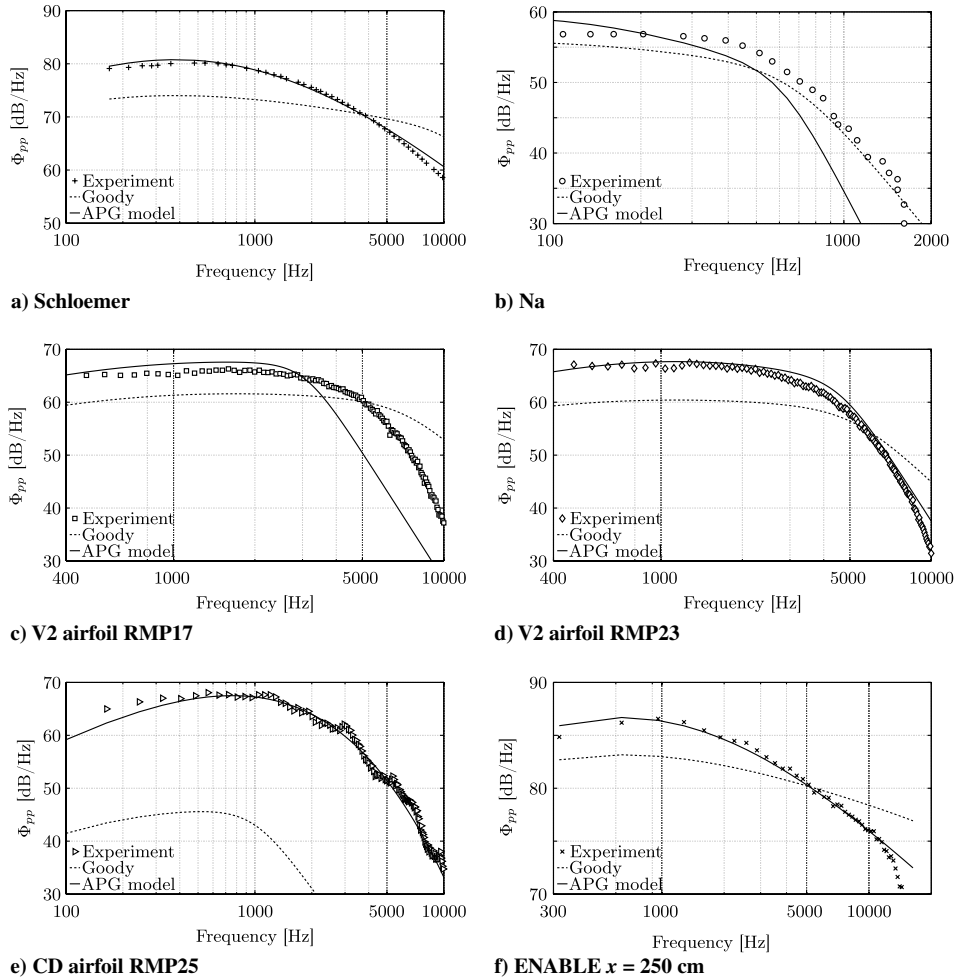 90
80
70
60
50
Φpp [dB/Hz]
+ Experiment
Goody
APG model
100
1000
5000
10000
Frequency [Hz]
a) Schloemer
60
50
40
30
Φpp [dB/Hz]
Experiment
Goody
APG model
100
1000
2000
Frequency [Hz]
b) Na
70
60
50
40
30
Φpp [dB/Hz]
Experiment
Goody
APG model
400
1000
5000
10000
Frequency [Hz]
c) V2 airfoil RMP17
70
60
50
40
30
Φpp [dB/Hz]
Experiment
Goody
APG model
400
1000
5000
10000
Frequency [Hz]
d) V2 airfoil RMP23
70
60
50
40
30
Φpp [dB/Hz]
Experiment
Goody
APG model
100
1000
5000
10000
Frequency [Hz]
e) CD airfoil RMP25
90
80
70
Φpp [dB/Hz]
× Experiment
Goody
APG model
300
1000
5000
10000
Frequency [Hz]
f) ENABLE x = 250 cm